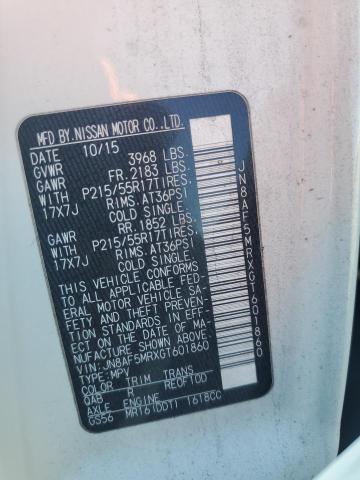 MFD BY.NISSAN MOTOR CO.,LTD.
DATE 10/15
GVWR 3968 LBS.
GAWR FR.2183 LBS.
WITH P215/55R17TIRES,
17X7J RIMS,AT36PSI
COLD SINGLE.
GAWR RR.1852 LBS.
WITH P215/55R17TIRES,
17X7J RIMS,AT36PSI
COLD SINGLE.
THIS VEHICLE CONFORMS
TO ALL APPLICABLE FED-
ERAL MOTOR VEHICLE SA-
FETY AND THEFT PREVEN-
TION STANDARDS IN EFF-
ECT ON THE DATE OF MA-
NUFACTURE SHOWN ABOVE.
VIN:JN8AF5MRXGT601860
TYPE:MPV
COLOR TRIM TRANS
QAB R RE0F10D
AXLE ENGINE
GS56 MR16(DDT) 1618CC
JN8AF5MRXGT601860